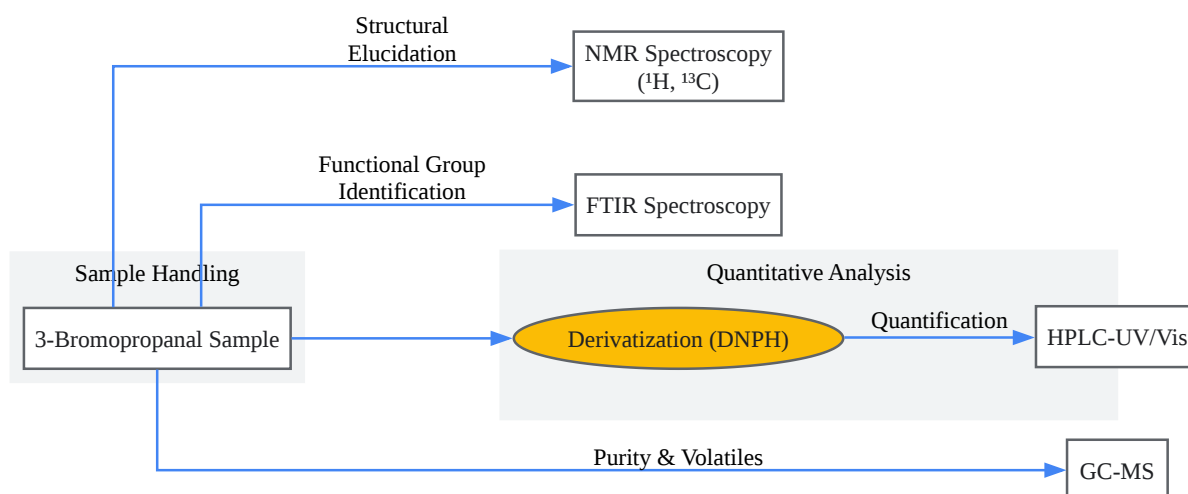 Structural
Elucidation
NMR Spectroscopy
(¹H, ¹³C)
Functional Group
Identification
FTIR Spectroscopy
Sample Handling
Quantitative Analysis
3-Bromopropanal Sample
Derivatization (DNPH)
Quantification
HPLC-UV/Vis
Purity & Volatiles
GC-MS